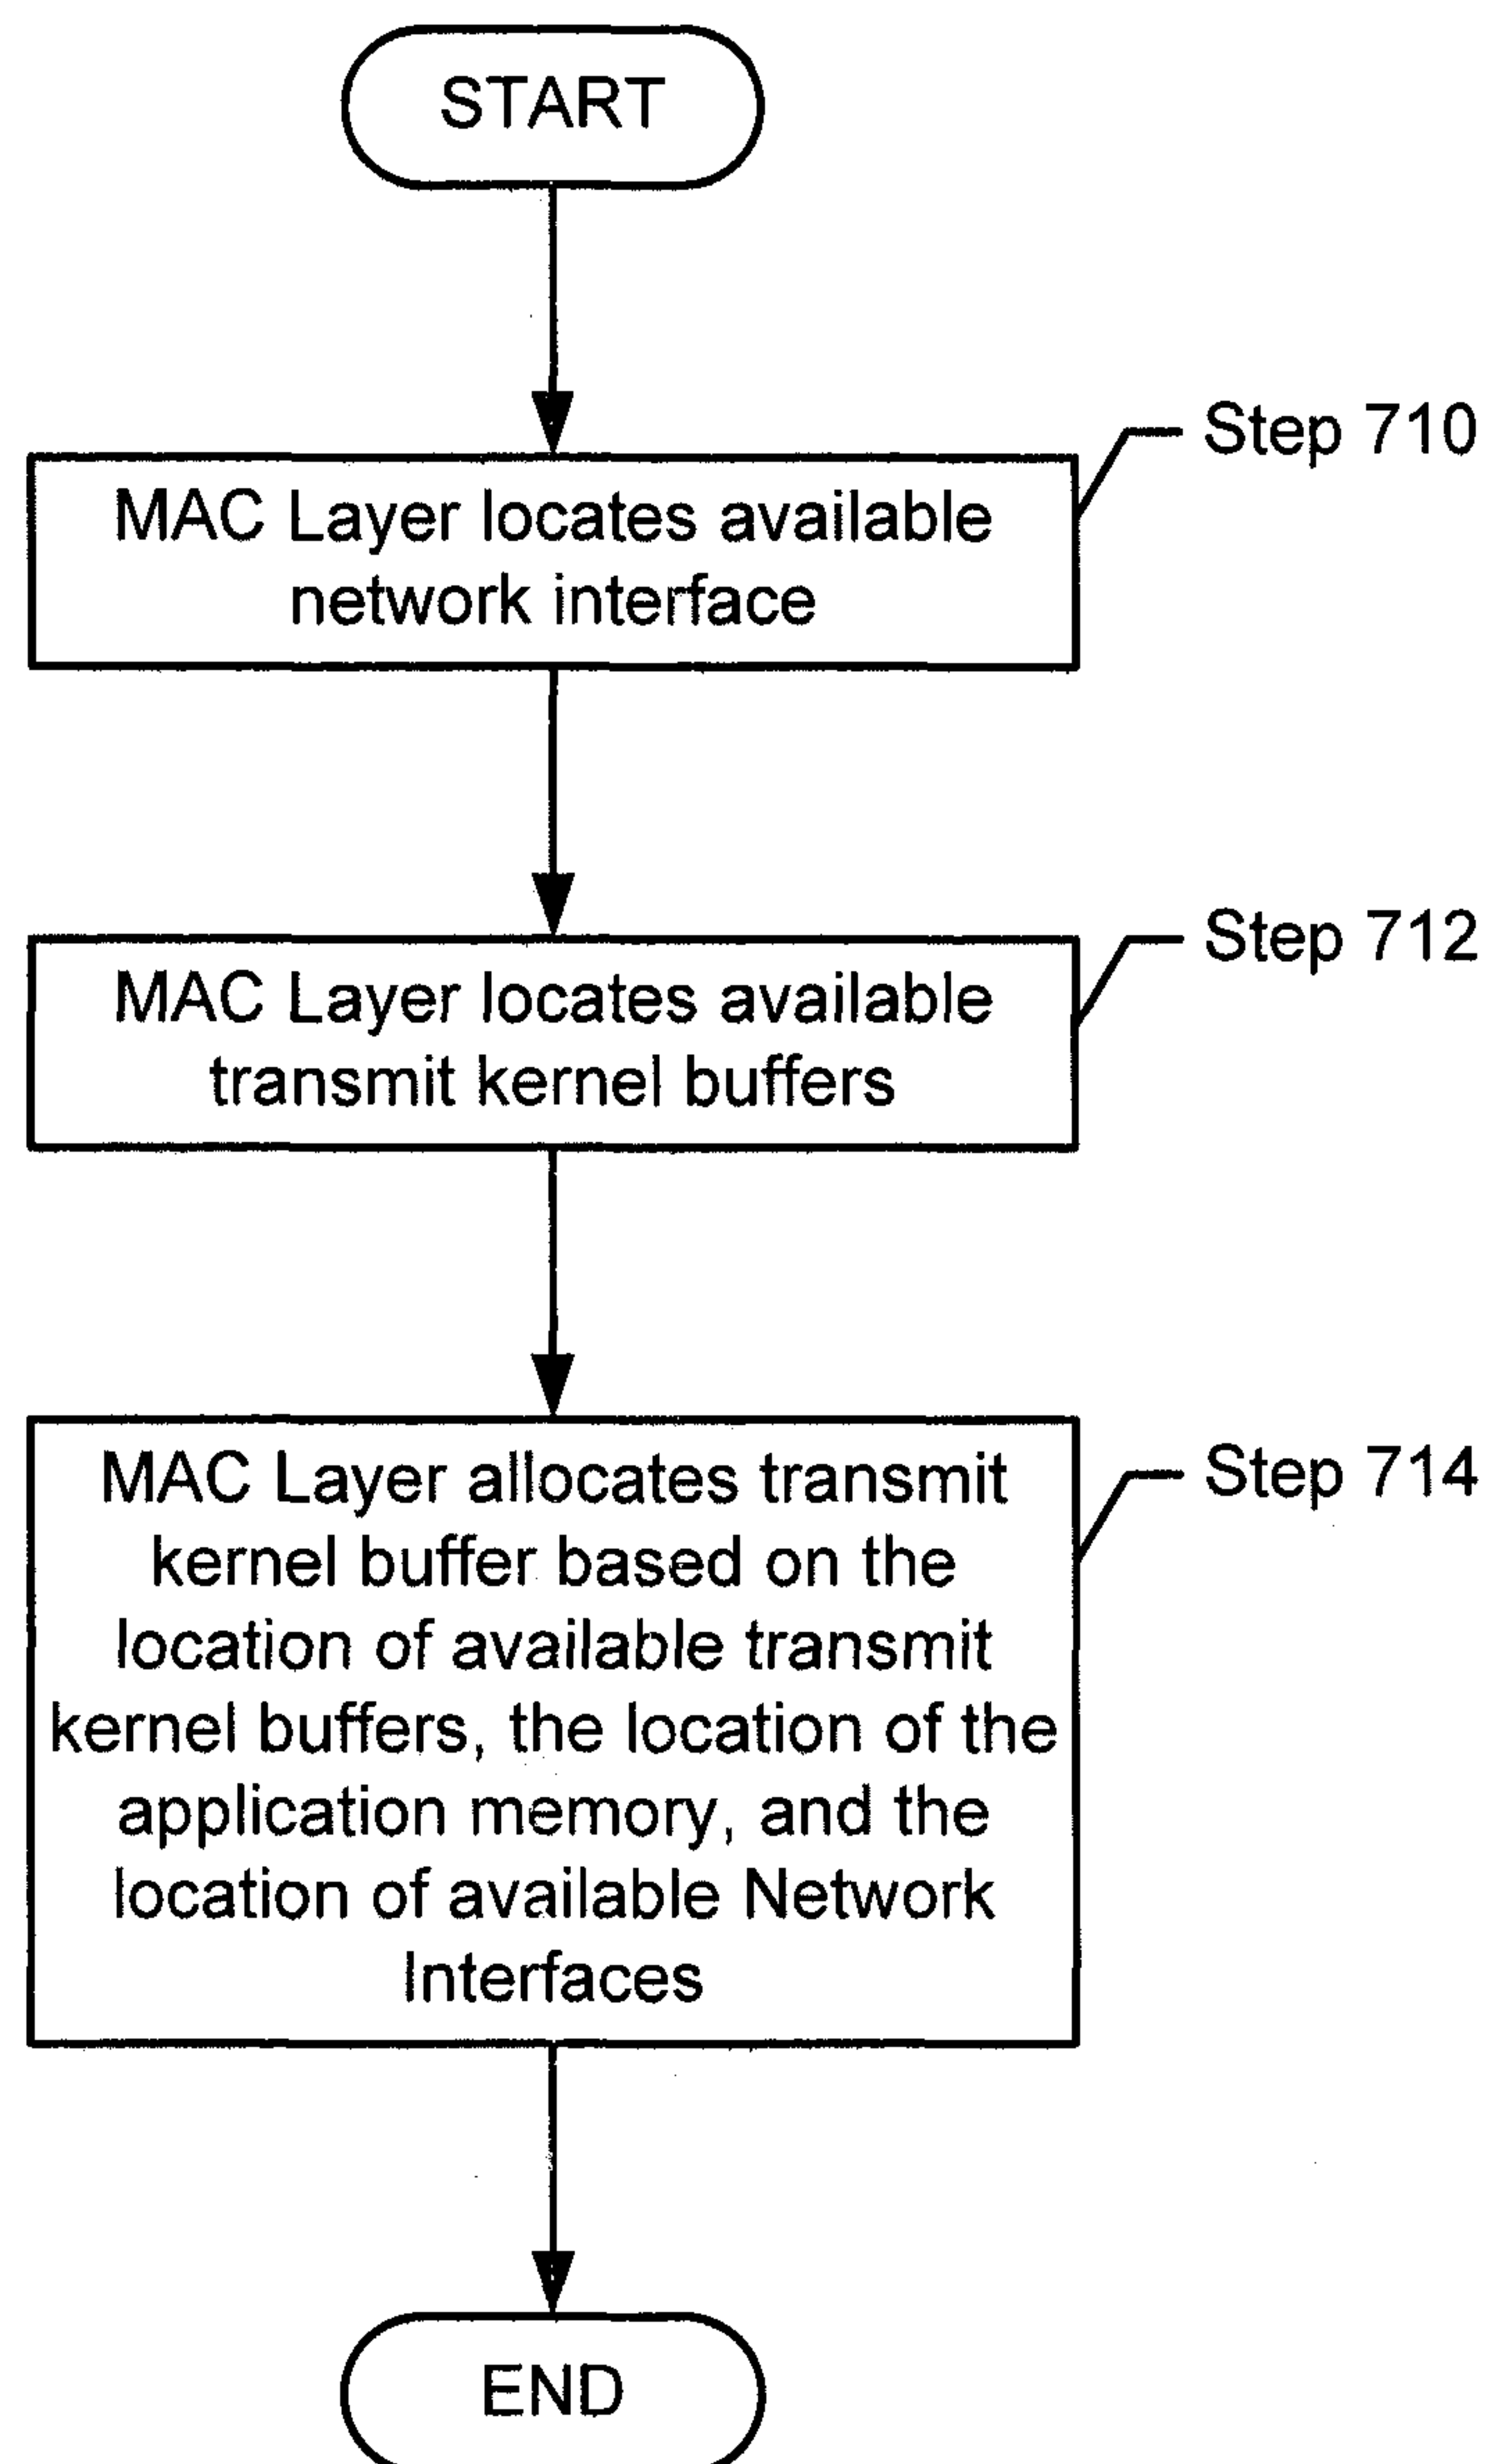 START
Step 710
MAC Layer locates available
network interface
Step 712
MAC Layer locates available
transmit kernel buffers
Step 714
MAC Layer allocates transmit
kernel buffer based on the
location of available transmit
kernel buffers, the location of the
application memory, and the
location of available Network
Interfaces
END